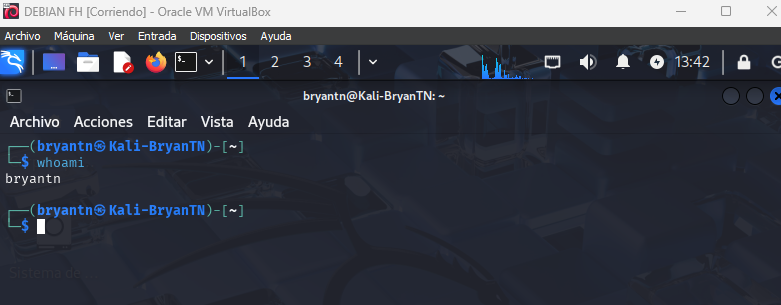 DEBIAN FH [Corriendo] - Oracle VM VirtualBox
Archivo Máquina Ver Entrada Dispositivos Ayuda
1 2 3 4 13:42
bryantn@Kali-BryanTN: ~
Archivo Acciones Editar Vista Ayuda
┌──(bryantn㉿Kali-BryanTN)-[~]
└─$ whoami
bryantn
┌──(bryantn㉿Kali-BryanTN)-[~]
└─$
Sistema de...